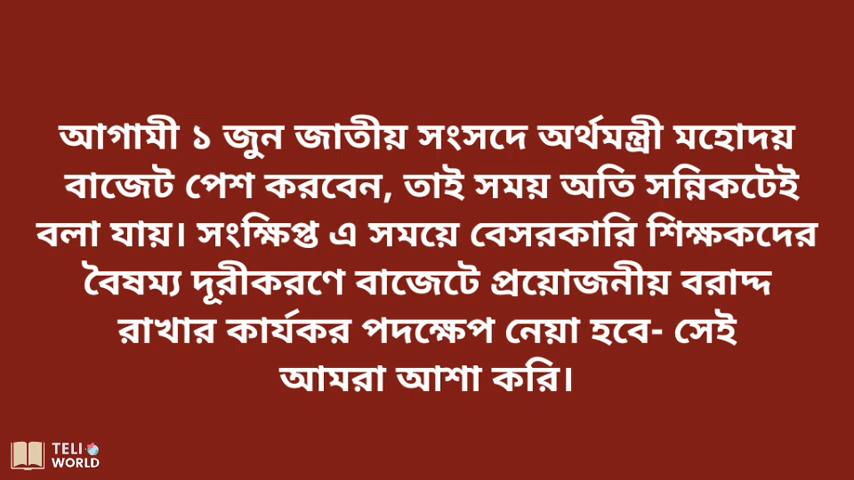 আগামী ১ জুন জাতীয় সংসদে অর্থমন্ত্রী মহোদয়
বাজেট পেশ করবেন, তাই সময় অতি সন্নিকটেই
বলা যায়। সংক্ষিপ্ত এ সময়ে বেসরকারি শিক্ষকদের
বৈষম্য দূরীকরণে বাজেটে প্রয়োজনীয় বরাদ্দ
রাখার কার্যকর পদক্ষেপ নেয়া হবে- সেই
আমরা আশা করি।
TELI
WORLD